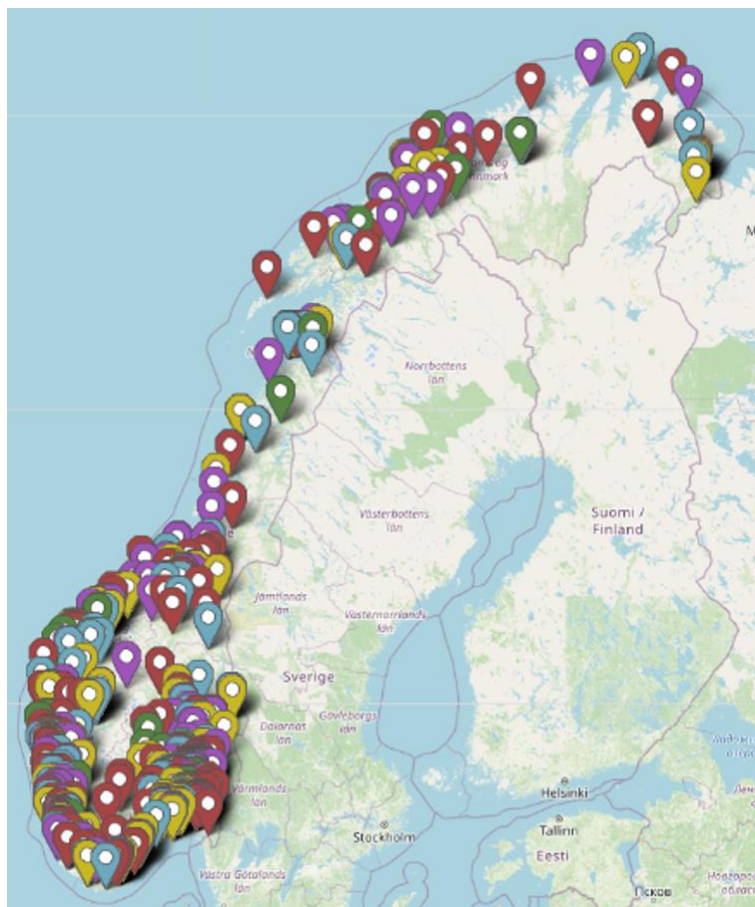 Norrbottens
län
Västerbottens
län
Suomi /
Finland
Jämtlands
län
Västernorrlands
län
Sverige
Gävleborgs
län
Dalarnas
län
Värmlands
län
Helsinki
Stockholm
Tallinn
Eesti
Västra Götalands
län
Псков